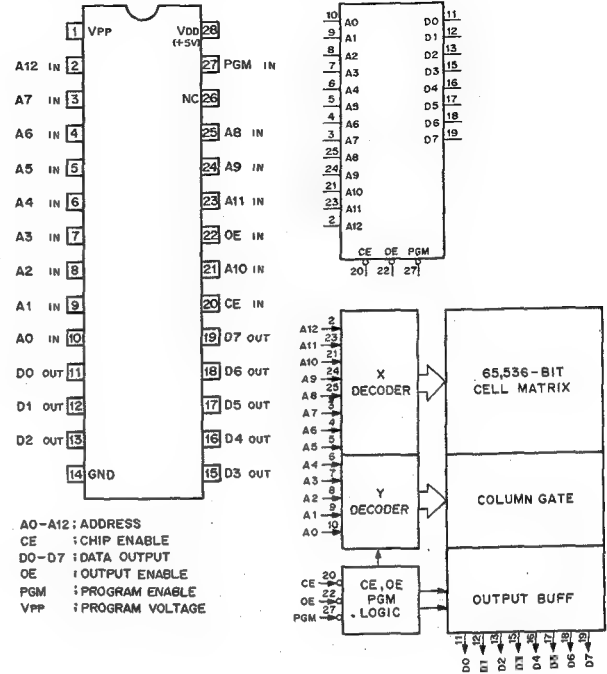 1 VPP VDD 28
(+5V)
A12 IN 2 27 PGM IN
A7 IN 3 NC 26
A6 IN 4 25 A8 IN
A5 IN 5 24 A9 IN
A4 IN 6 23 A11 IN
A3 IN 7 22 OE IN
A2 IN 8 21 A10 IN
A1 IN 9 20 CE IN
A0 IN 10 19 D7 OUT
D0 OUT 11 18 D6 OUT
D1 OUT 12 17 D5 OUT
D2 OUT 13 16 D4 OUT
14 GND 15 D3 OUT
A0-A12 ; ADDRESS
CE ; CHIP ENABLE
D0-D7 ; DATA OUTPUT
OE ; OUTPUT ENABLE
PGM ; PROGRAM ENABLE
VPP ; PROGRAM VOLTAGE
10 A0 D0 11
9 A1 D1 12
8 A2 D2 13
7 A3 D3 15
6 A4 D4 16
5 A5 D5 17
4 A6 D6 18
3 A7 D7 19
25 A8
24 A9
21 A10
23 A11
2 A12
CE OE PGM
20 22 27
A12 2
A11 23
A10 21
A9 24
A8 25
A7 3
A6 4
A5 5
A4 6
A3 7
A2 8
A1 9
A0 10
X
DECODER
Y
DECODER
65,536-BIT
CELL MATRIX
COLUMN GATE
OUTPUT BUFF
CE 20
OE 22
PGM 27
CE, OE
PGM
LOGIC
11 12 13 15 16 17 18 19
D0 D1 D2 D3 D4 D5 D6 D7